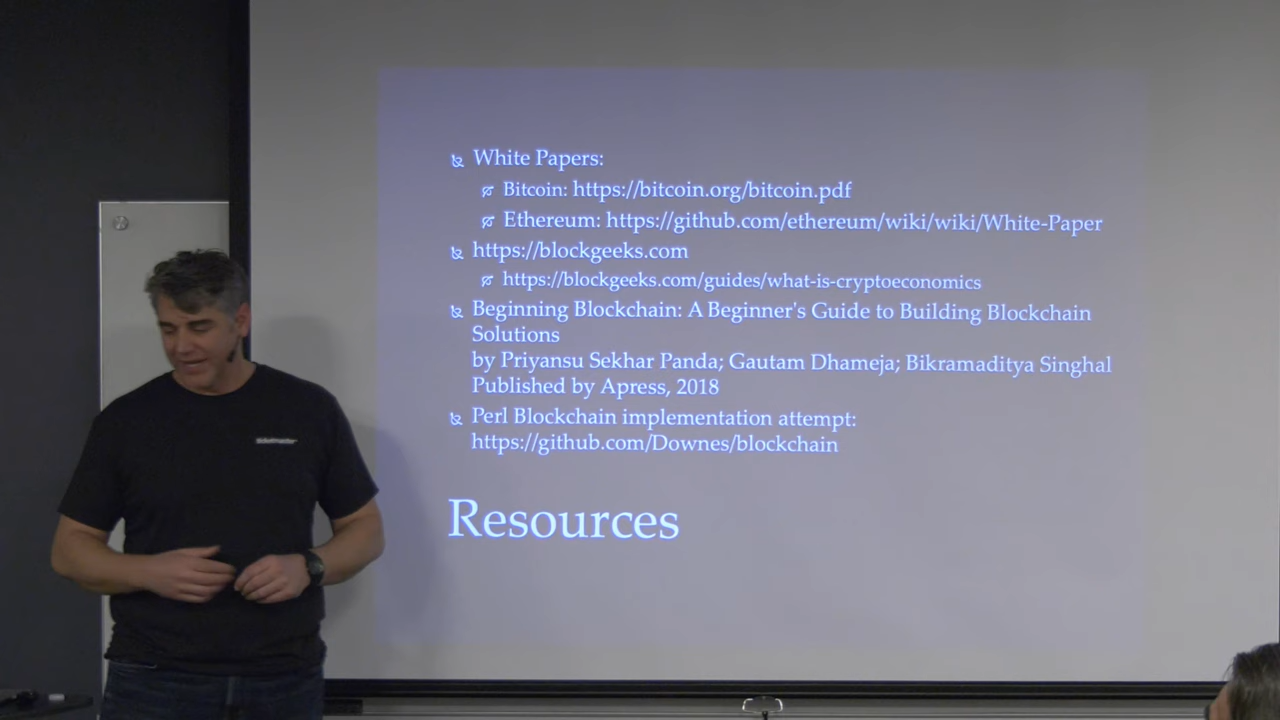 White Papers:
Bitcoin: https://bitcoin.org/bitcoin.pdf
Ethereum: https://github.com/ethereum/wiki/wiki/White-Paper
https://blockgeeks.com
https://blockgeeks.com/guides/what-is-cryptoeconomics
Beginning Blockchain: A Beginner's Guide to Building Blockchain
Solutions
by Priyansu Sekhar Panda; Gautam Dhameja; Bikramaditya Singhal
Published by Apress, 2018
Perl Blockchain implementation attempt:
https://github.com/Downes/blockchain
Resources